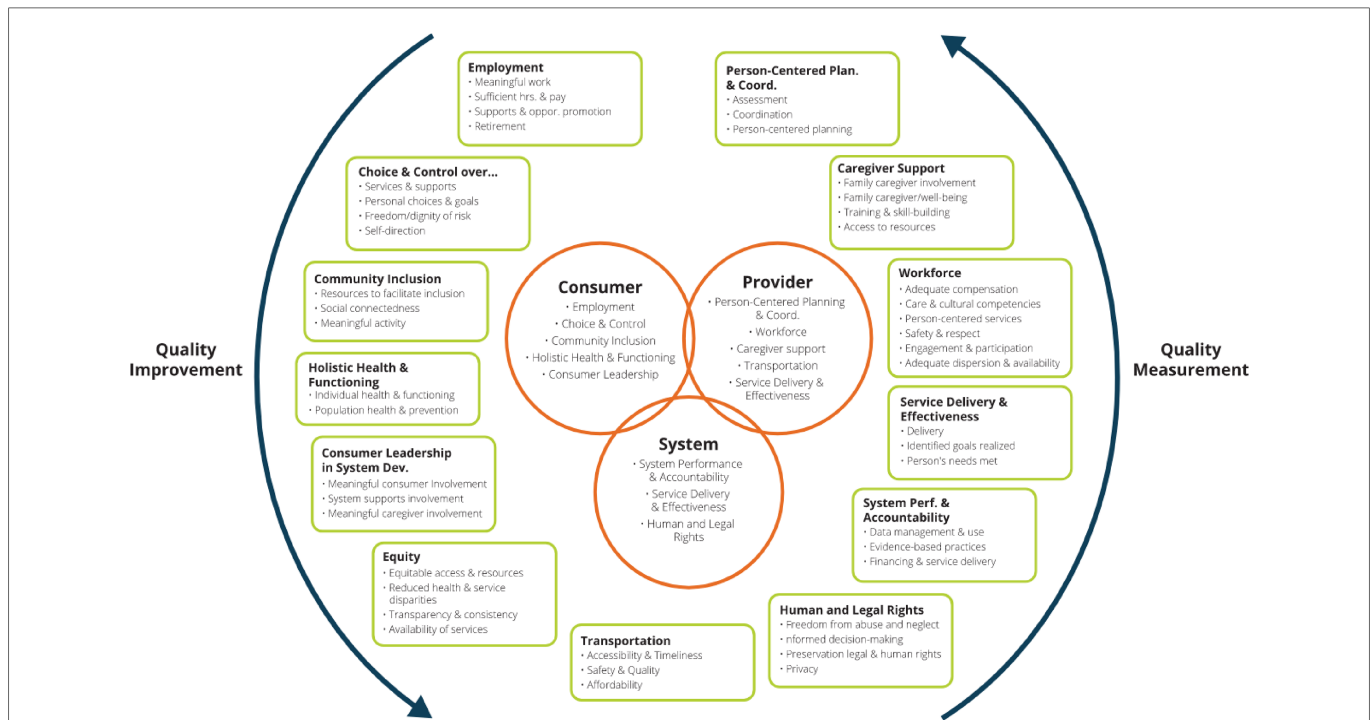 Employment
• Meaningful work
• Sufficient hrs. & pay
• Supports & oppor. promotion
• Retirement
Person-Centered Plan.
& Coord.
• Assessment
• Coordination
• Person-centered planning
Choice & Control over...
• Services & supports
• Personal choices & goals
• Freedom/dignity of risk
• Self-direction
Caregiver Support
• Family caregiver involvement
• Family caregiver/well-being
• Training & skill-building
• Access to resources
Community Inclusion
• Resources to facilitate inclusion
• Social connectedness
• Meaningful activity
Consumer
• Employment
• Choice & Control
• Community Inclusion
• Holistic Health & Functioning
• Consumer Leadership
Provider
• Person-Centered Planning
& Coord.
• Workforce
• Caregiver support
• Transportation
• Service Delivery &
Effectiveness
Workforce
• Adequate compensation
• Care & cultural competencies
• Person-centered services
• Safety & respect
• Engagement & participation
• Adequate dispersion & availability
Quality
Improvement
Quality
Measurement
Holistic Health &
Functioning
• Individual health & functioning
• Population health & prevention
Service Delivery &
Effectiveness
• Delivery
• Identified goals realized
• Person's needs met
System
• System Performance
& Accountability
• Service Delivery
& Effectiveness
• Human and Legal
Rights
Consumer Leadership
in System Dev.
• Meaningful consumer Involvement
• System supports involvement
• Meaningful caregiver involvement
System Perf. &
Accountability
• Data management & use
• Evidence-based practices
• Financing & service delivery
Equity
• Equitable access & resources
• Reduced health & service
disparities
• Transparency & consistency
• Availability of services
Transportation
• Accessibility & Timeliness
• Safety & Quality
• Affordability
Human and Legal Rights
• Freedom from abuse and neglect
• nformed decision-making
• Preservation legal & human rights
• Privacy